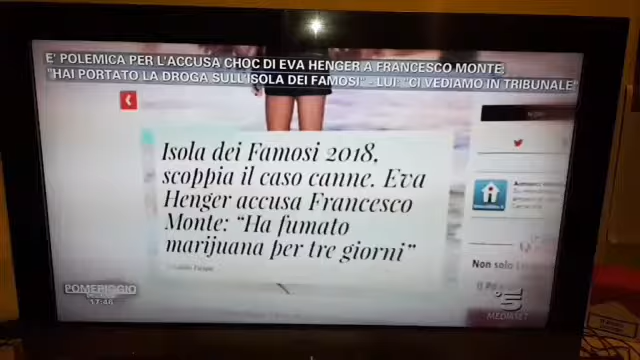 E' POLEMICA PER L'ACCUSA CHOC DI EVA HENGER A FRANCESCO MONTE.
"HAI PORTATO LA DROGA SULL'ISOLA DEI FAMOSI" - LUI: "CI VEDIAMO IN TRIBUNALE"
Isola dei Famosi 2018,
scoppia il caso canne. Eva
Henger accusa Francesco
Monte: “Ha fumato
marijuana per tre giorni”
Non solo
POMERIGGIO
17:46
5
MEDIASET